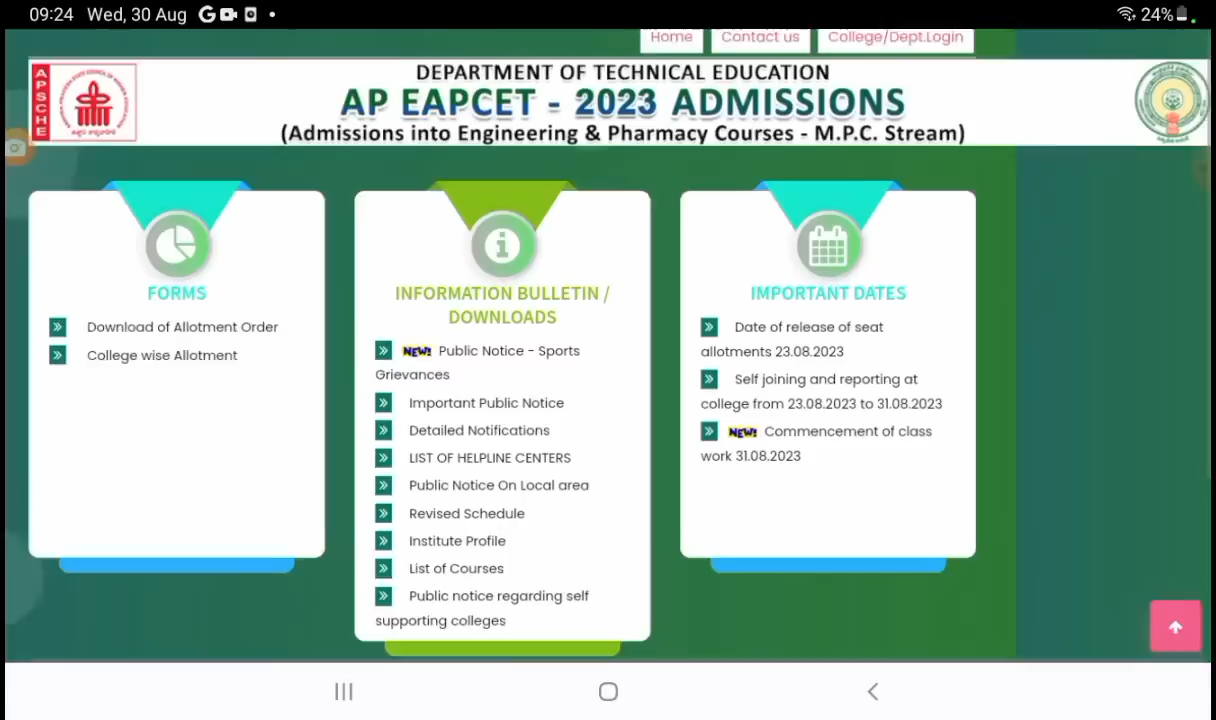 09:24 Wed, 30 Aug
24%
Home
Contact us
College/Dept.Login
APSCHE
DEPARTMENT OF TECHNICAL EDUCATION
AP EAPCET - 2023 ADMISSIONS
(Admissions into Engineering & Pharmacy Courses - M.P.C. Stream)
FORMS
Download of Allotment Order
College wise Allotment
INFORMATION BULLETIN /
DOWNLOADS
NEW! Public Notice - Sports
Grievances
Important Public Notice
Detailed Notifications
LIST OF HELPLINE CENTERS
Public Notice On Local area
Revised Schedule
Institute Profile
List of Courses
Public notice regarding self
supporting colleges
IMPORTANT DATES
Date of release of seat
allotments 23.08.2023
Self joining and reporting at
college from 23.08.2023 to 31.08.2023
NEW! Commencement of class
work 31.08.2023